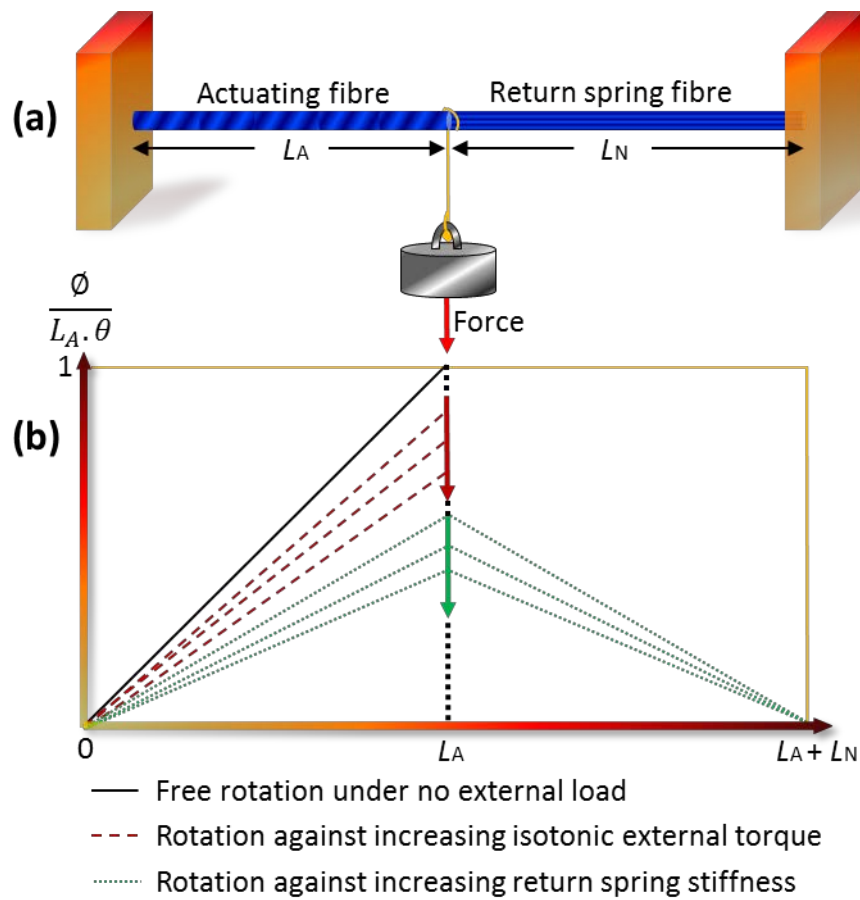 Actuating fibre
Return spring fibre
(a)
LA
LN
Force
Ø
LA.θ
1
(b)
0
LA
LA + LN
Free rotation under no external load
Rotation against increasing isotonic external torque
Rotation against increasing return spring stiffness